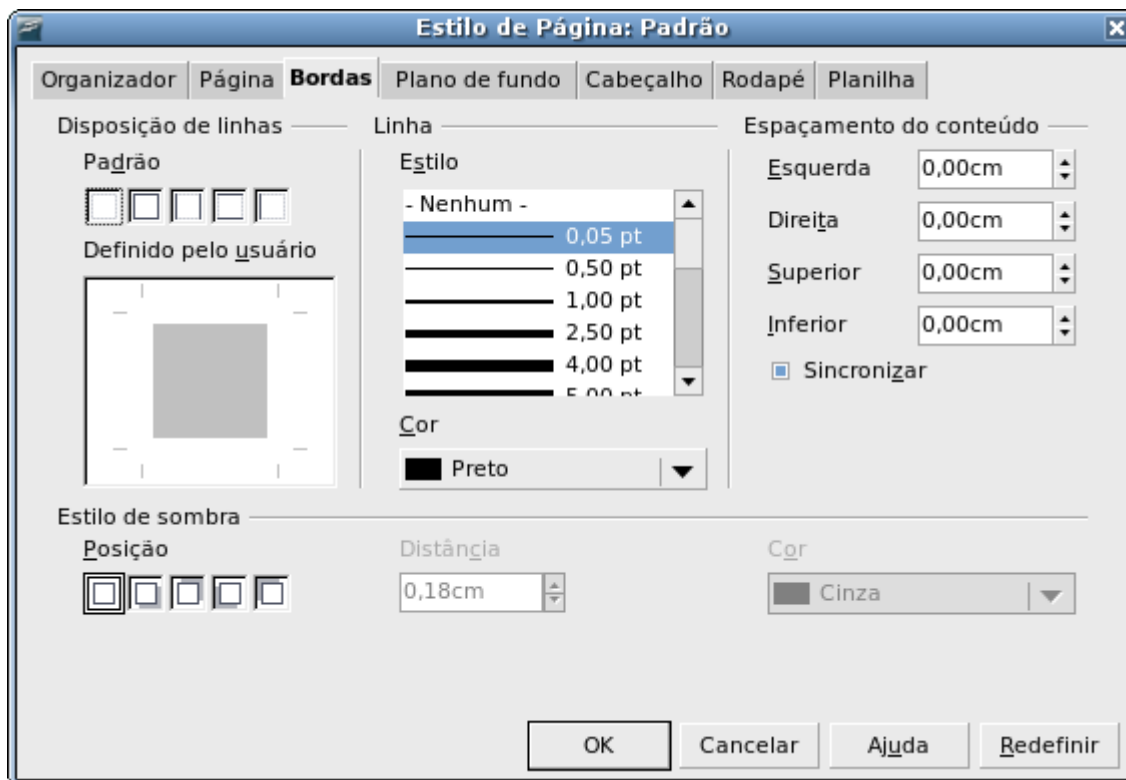 Estilo de Página: Padrão
Organizador Página Bordas Plano de fundo Cabeçalho Rodapé Planilha
Disposição de linhas
Padrão
Definido pelo usuário
Linha
Estilo
- Nenhum -
0,05 pt
0,50 pt
1,00 pt
2,50 pt
4,00 pt
5,00 pt
Cor
Preto
Espaçamento do conteúdo
Esquerda 0,00cm
Direita 0,00cm
Superior 0,00cm
Inferior 0,00cm
Sincronizar
Estilo de sombra
Posição
Distância
0,18cm
Cor
Cinza
OK Cancelar Ajuda Redefinir